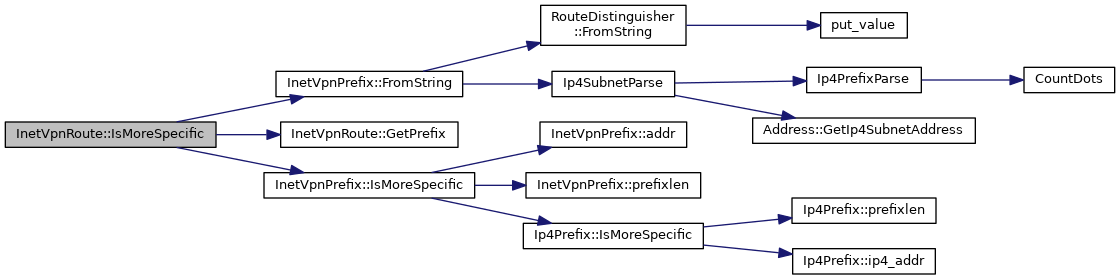 RouteDistinguisher
::FromString
put_value
InetVpnPrefix::FromString
Ip4SubnetParse
Ip4PrefixParse
CountDots
InetVpnRoute::IsMoreSpecific
InetVpnRoute::GetPrefix
InetVpnPrefix::addr
Address::GetIp4SubnetAddress
InetVpnPrefix::IsMoreSpecific
InetVpnPrefix::prefixlen
Ip4Prefix::IsMoreSpecific
Ip4Prefix::prefixlen
Ip4Prefix::ip4_addr